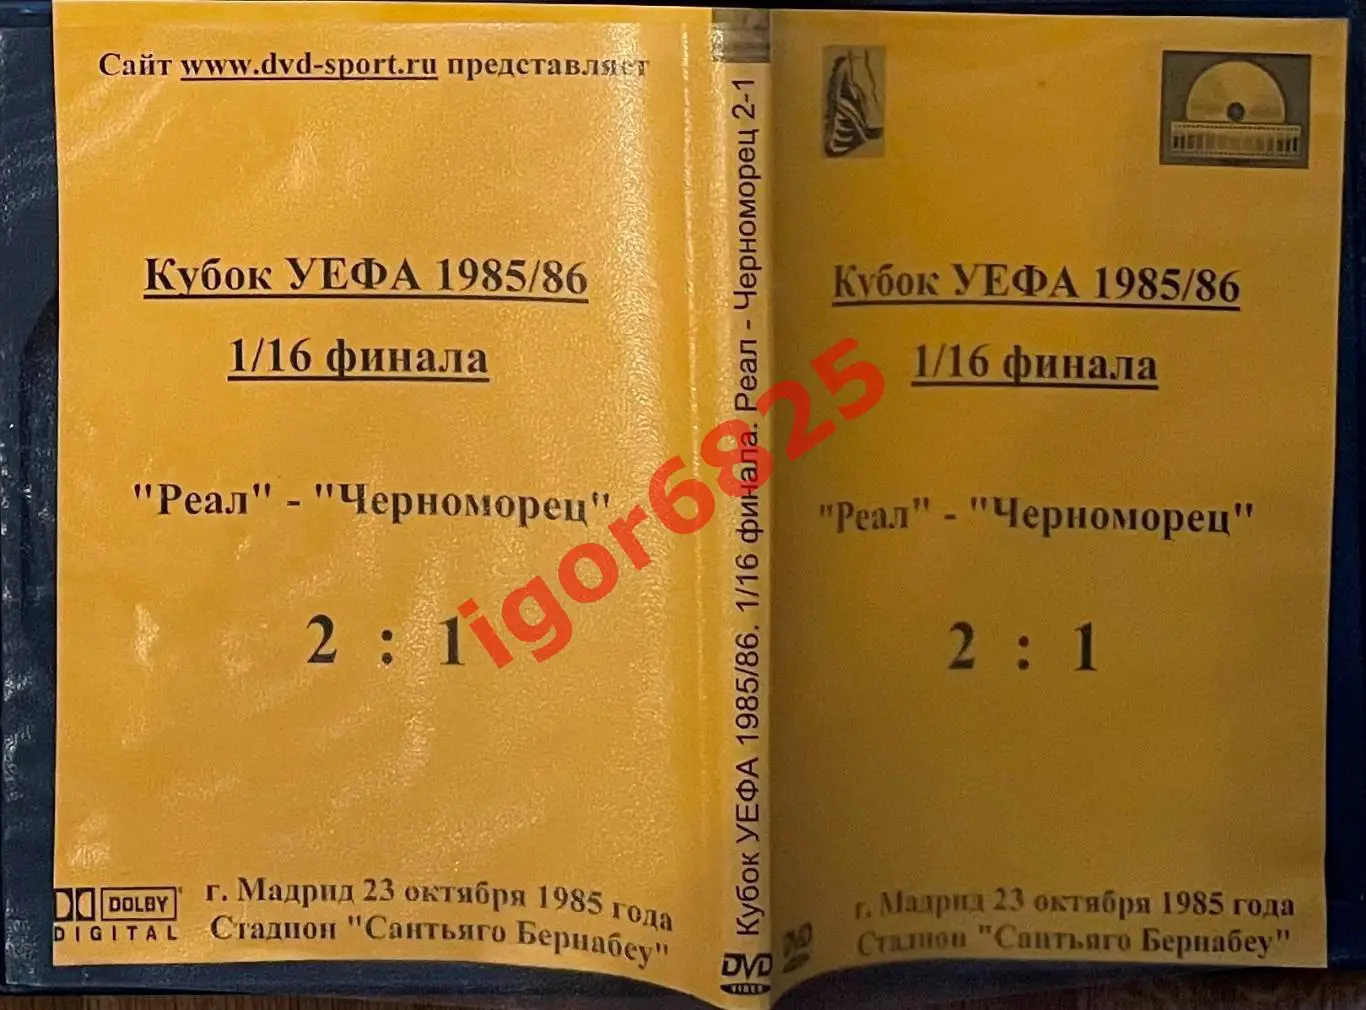 Сайт www.dvd-sport.ru представляет
Кубок УЕФА 1985/86
1/16 финала
"Реал" - "Черноморец"
2 : 1
DOLBY
DIGITAL
г. Мадрид 23 октября 1985 года
Стадион "Сантьяго Бернабеу"
Кубок УЕФА 1985/86. 1/16 финала. Реал - Черноморец 2-1
DVD
VIDEO
Кубок УЕФА 1985/86
1/16 финала
"Реал" - "Черноморец"
2 : 1
г. Мадрид 23 октября 1985 года
Стадион "Сантьяго Бернабеу"
DVD
igor6825